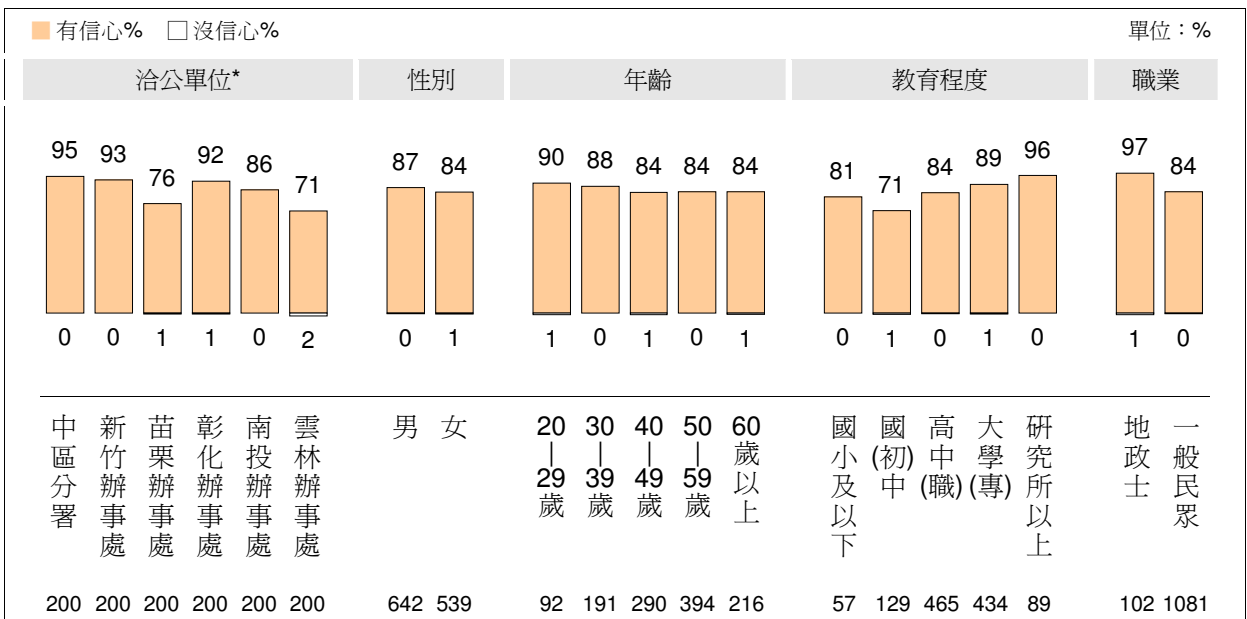 有信心% 沒信心% 單位：%
洽公單位* 性別 年齡 教育程度 職業
95 93 76 92 86 71 87 84 90 88 84 84 84 81 71 84 89 96 97 84
0 0 1 1 0 2 0 1 1 0 1 0 1 0 1 0 1 0 1 0
中區分署
新竹辦事處
苗栗辦事處
彰化辦事處
南投辦事處
雲林辦事處
男
女
20|29歲
30|39歲
40|49歲
50|59歲
60歲以上
國小及以下
國(初)中
高中(職)
大學(專)
研究所以上
地政士
一般民眾
200 200 200 200 200 200 642 539 92 191 290 394 216 57 129 465 434 89 102 1081